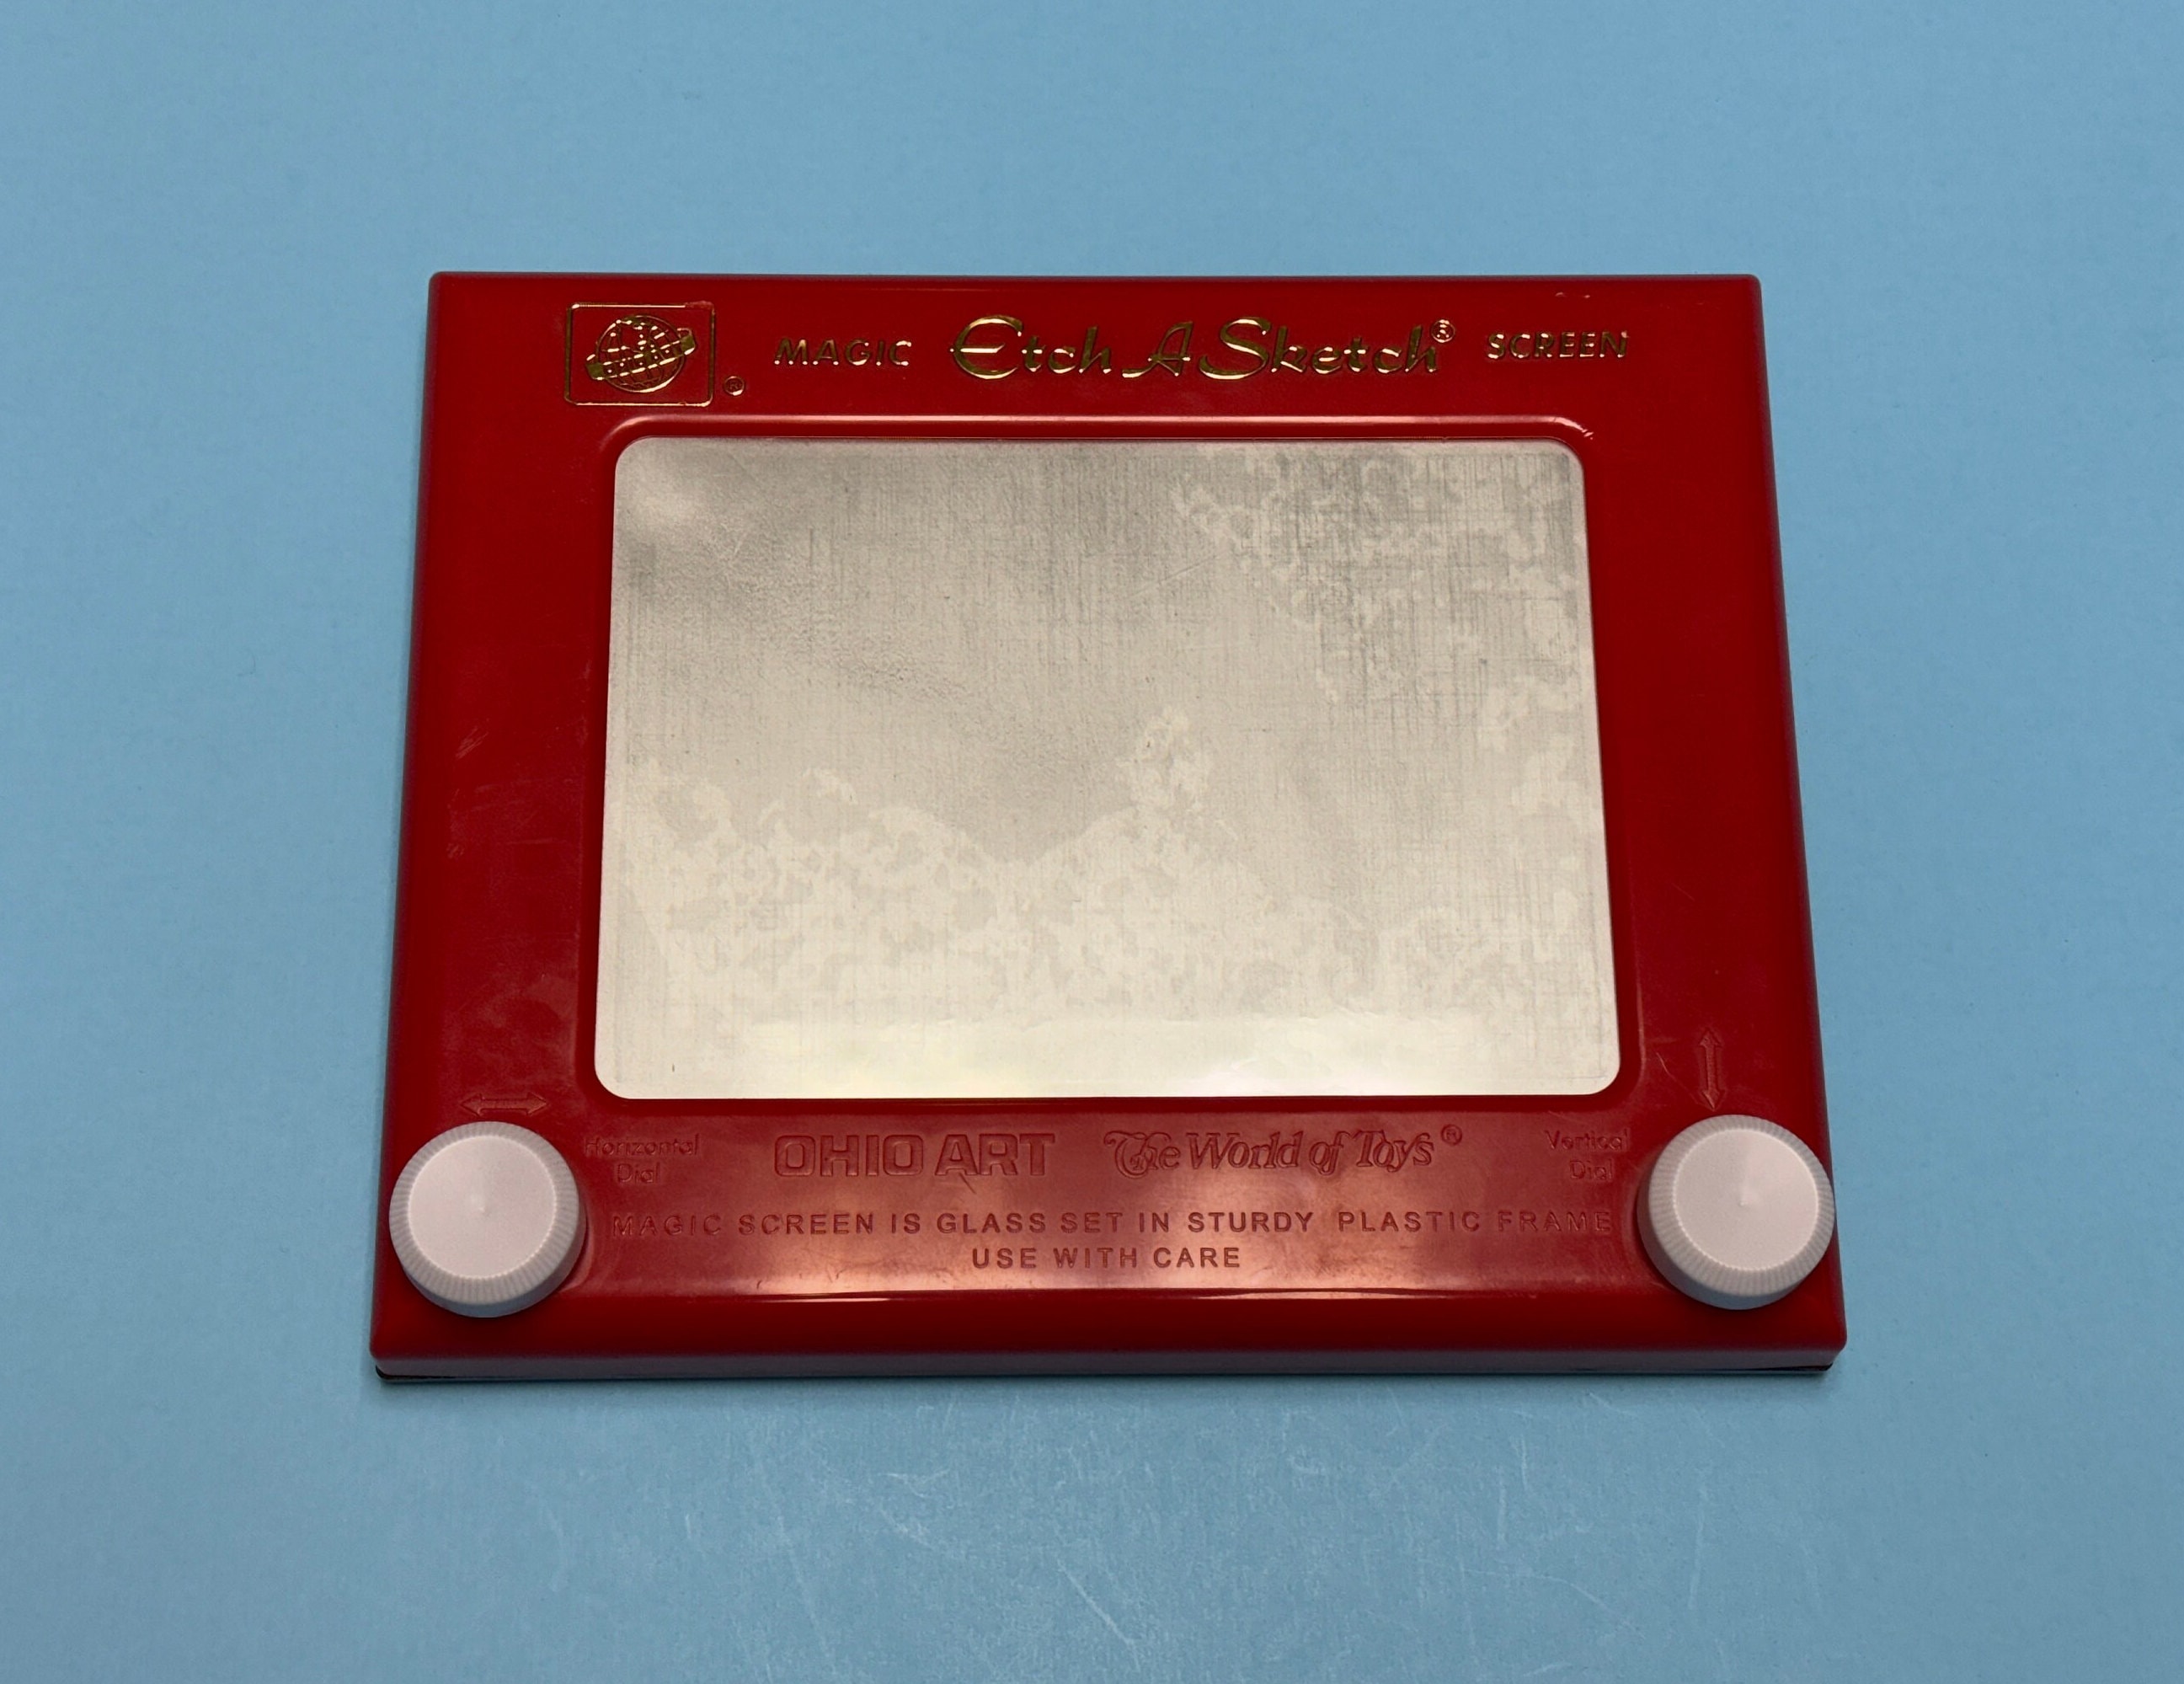 MAGIC Etch A Sketch® SCREEN
®
Horizontal Dial
OHIO ART The World of Toys®
Vertical Dial
MAGIC SCREEN IS GLASS SET IN STURDY PLASTIC FRAME
USE WITH CARE